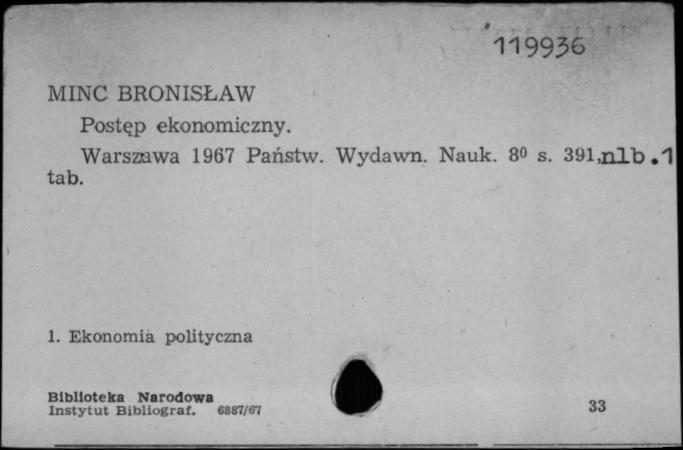 119936
MINC BRONISŁAW
Postęp ekonomiczny.
Warszawa 1967 Państw. Wydawn. Nauk. 8⁰ s. 391,nlb.1
tab.
1. Ekonomia polityczna
Biblioteka Narodowa
Instytut Bibliograf. 6887/67
33